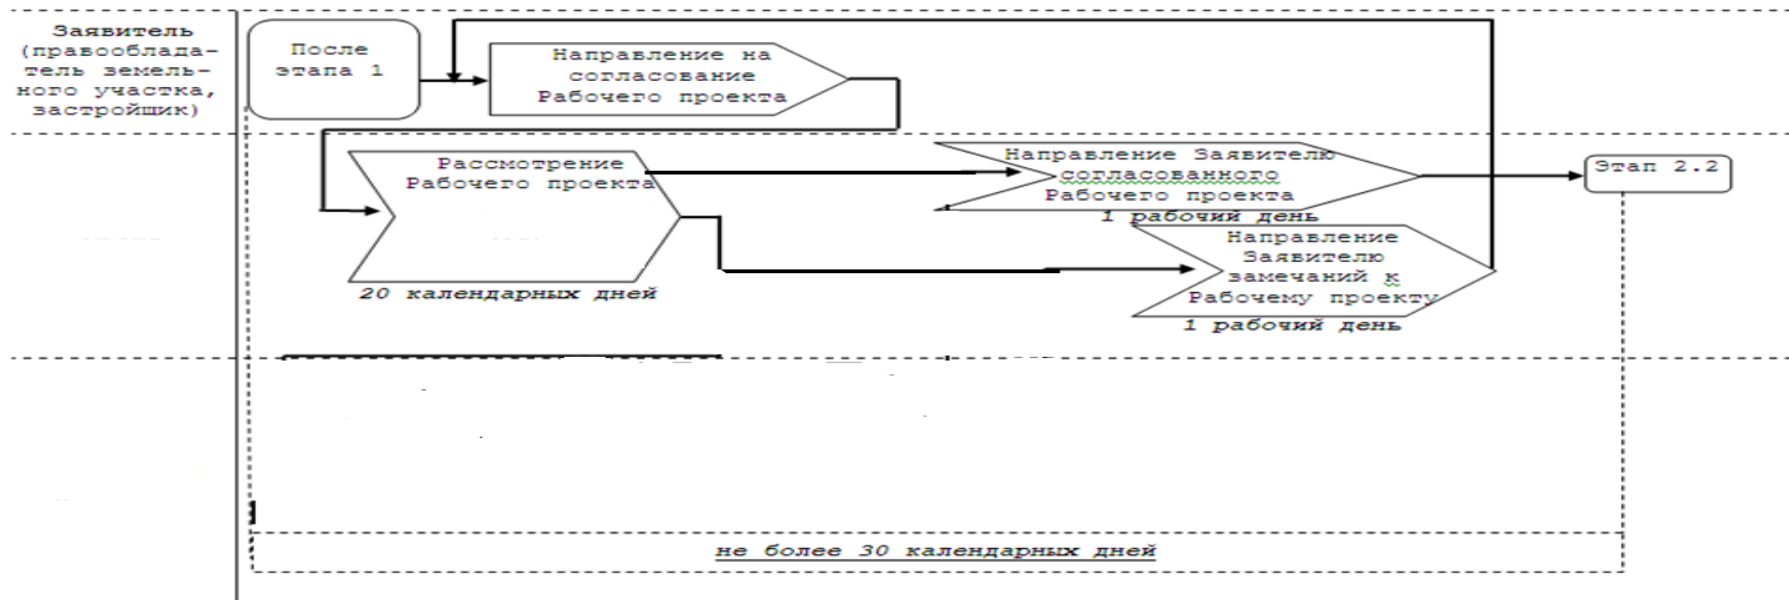 Заявитель
(правооблада-
тель земель-
ного участка,
застройщик)
После
этапа 1
Направление на
согласование
Рабочего проекта
Рассмотрение
Рабочего проекта
20 календарных дней
Направление Заявителю
согласованного
Рабочего проекта
1 рабочий день
Этап 2.2
Направление
Заявителю
замечаний к
Рабочему проекту
1 рабочий день
не более 30 календарных дней